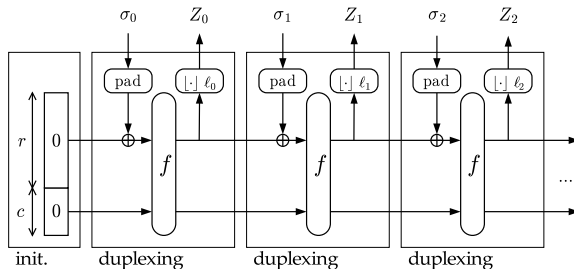 σ₀ Z₀ σ₁ Z₁ σ₂ Z₂
pad ⌊·⌋ ℓ₀ pad ⌊·⌋ ℓ₁ pad ⌊·⌋ ℓ₂
r 0
f f f
c 0
...
init. duplexing duplexing duplexing